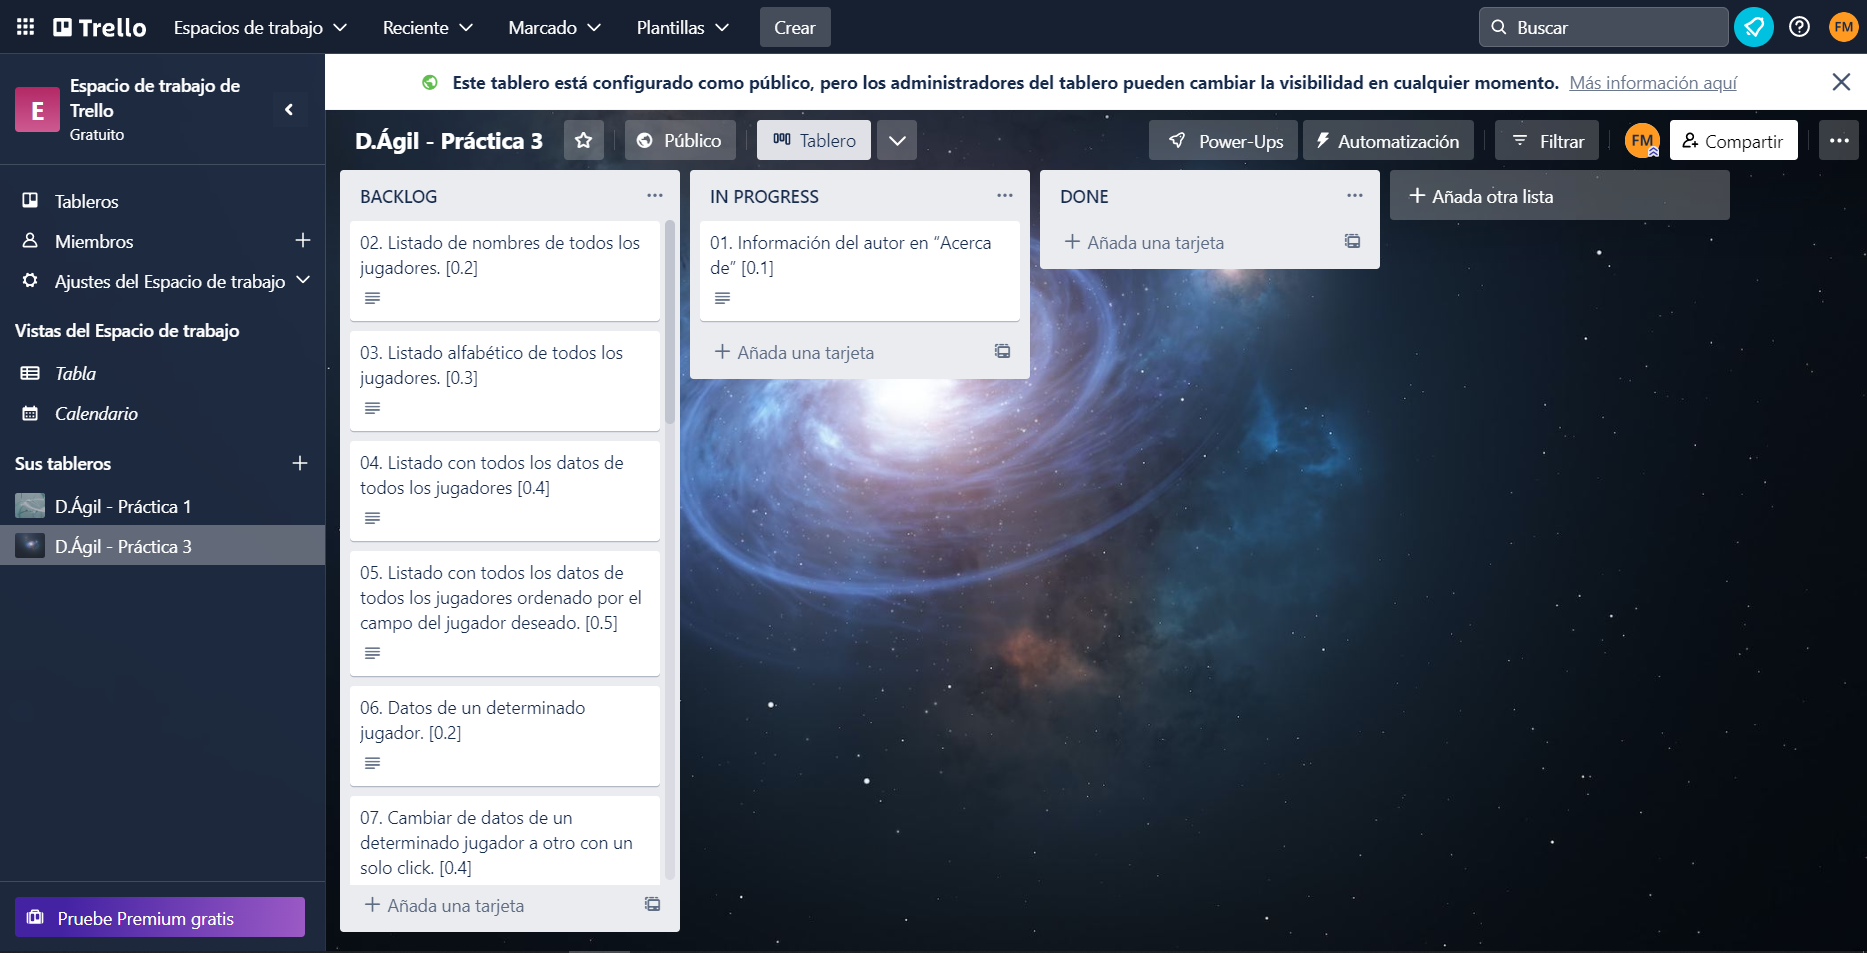 Trello
Espacios de trabajo
Reciente
Marcado
Plantillas
Crear
Buscar
FM
E
Espacio de trabajo de
Trello
Gratuito
Este tablero está configurado como público, pero los administradores del tablero pueden cambiar la visibilidad en cualquier momento. Más información aquí
Tableros
Miembros
Ajustes del Espacio de trabajo
Vistas del Espacio de trabajo
Tabla
Calendario
Sus tableros
D.Ágil - Práctica 1
D.Ágil - Práctica 3
Pruebe Premium gratis
D.Ágil - Práctica 3
Público
Tablero
Power-Ups
Automatización
Filtrar
FM
Compartir
BACKLOG
02. Listado de nombres de todos los
jugadores. [0.2]
03. Listado alfabético de todos los
jugadores. [0.3]
04. Listado con todos los datos de
todos los jugadores [0.4]
05. Listado con todos los datos de
todos los jugadores ordenado por el
campo del jugador deseado. [0.5]
06. Datos de un determinado
jugador. [0.2]
07. Cambiar de datos de un
determinado jugador a otro con un
solo click. [0.4]
Añada una tarjeta
IN PROGRESS
01. Información del autor en “Acerca
de” [0.1]
Añada una tarjeta
DONE
Añada una tarjeta
Añada otra lista